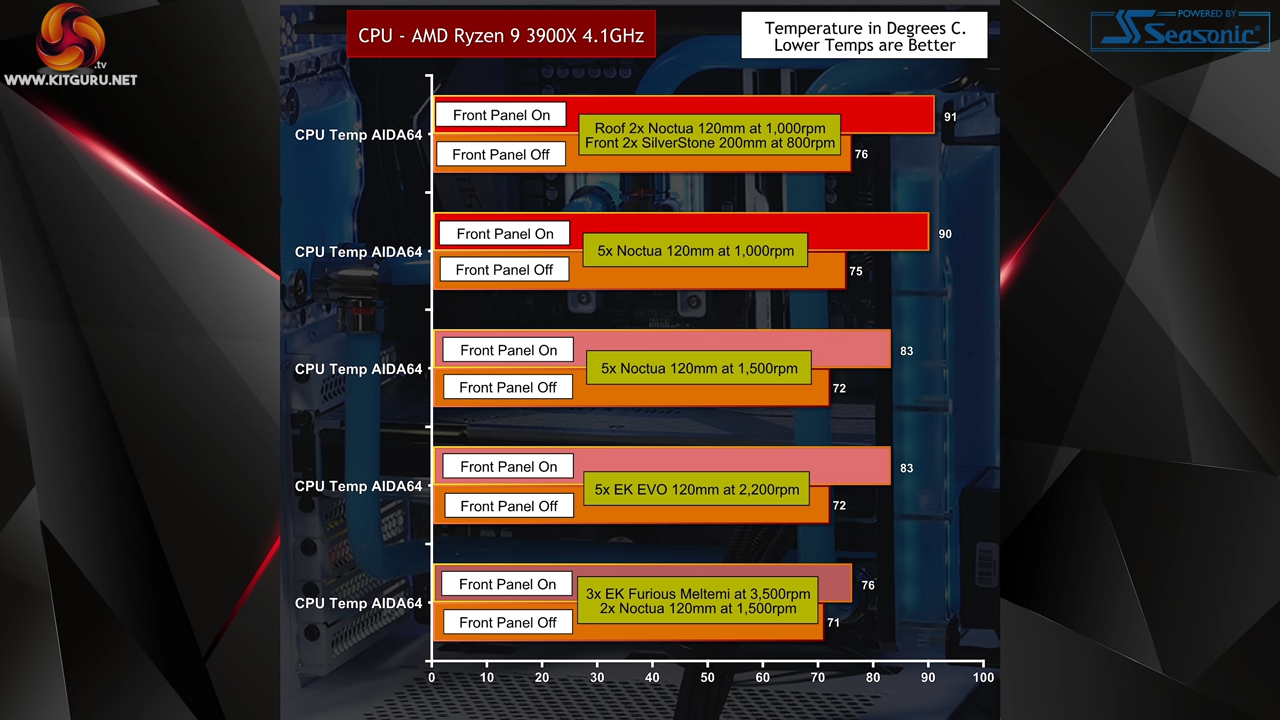 .tv
WWW.KITGURU.NET
CPU - AMD Ryzen 9 3900X 4.1GHz
Temperature in Degrees C.
Lower Temps are Better
POWERED BY
Seasonic
CPU Temp AIDA64
Front Panel On
91
Roof 2x Noctua 120mm at 1,000rpm
Front 2x SilverStone 200mm at 800rpm
Front Panel Off
76
CPU Temp AIDA64
Front Panel On
90
5x Noctua 120mm at 1,000rpm
Front Panel Off
75
CPU Temp AIDA64
Front Panel On
83
5x Noctua 120mm at 1,500rpm
Front Panel Off
72
CPU Temp AIDA64
Front Panel On
83
5x EK EVO 120mm at 2,200rpm
Front Panel Off
72
CPU Temp AIDA64
Front Panel On
76
3x EK Furious Meltemi at 3,500rpm
2x Noctua 120mm at 1,500rpm
Front Panel Off
71
0 10 20 30 40 50 60 70 80 90 100